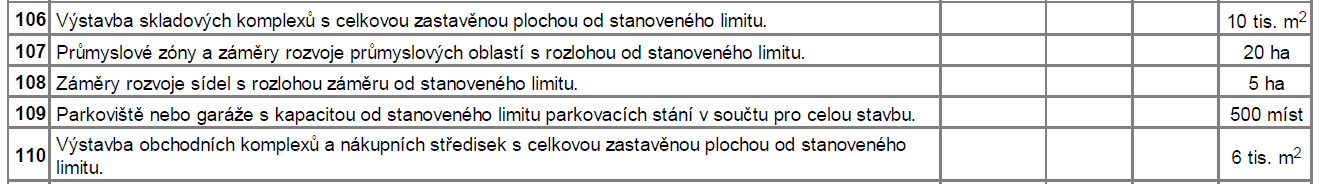 106 Výstavba skladových komplexů s celkovou zastavěnou plochou od stanoveného limitu. 10 tis. m2
107 Průmyslové zóny a záměry rozvoje průmyslových oblastí s rozlohou od stanoveného limitu. 20 ha
108 Záměry rozvoje sídel s rozlohou záměru od stanoveného limitu. 5 ha
109 Parkoviště nebo garáže s kapacitou od stanoveného limitu parkovacích stání v součtu pro celou stavbu. 500 míst
110 Výstavba obchodních komplexů a nákupních středisek s celkovou zastavěnou plochou od stanoveného
limitu. 6 tis. m2